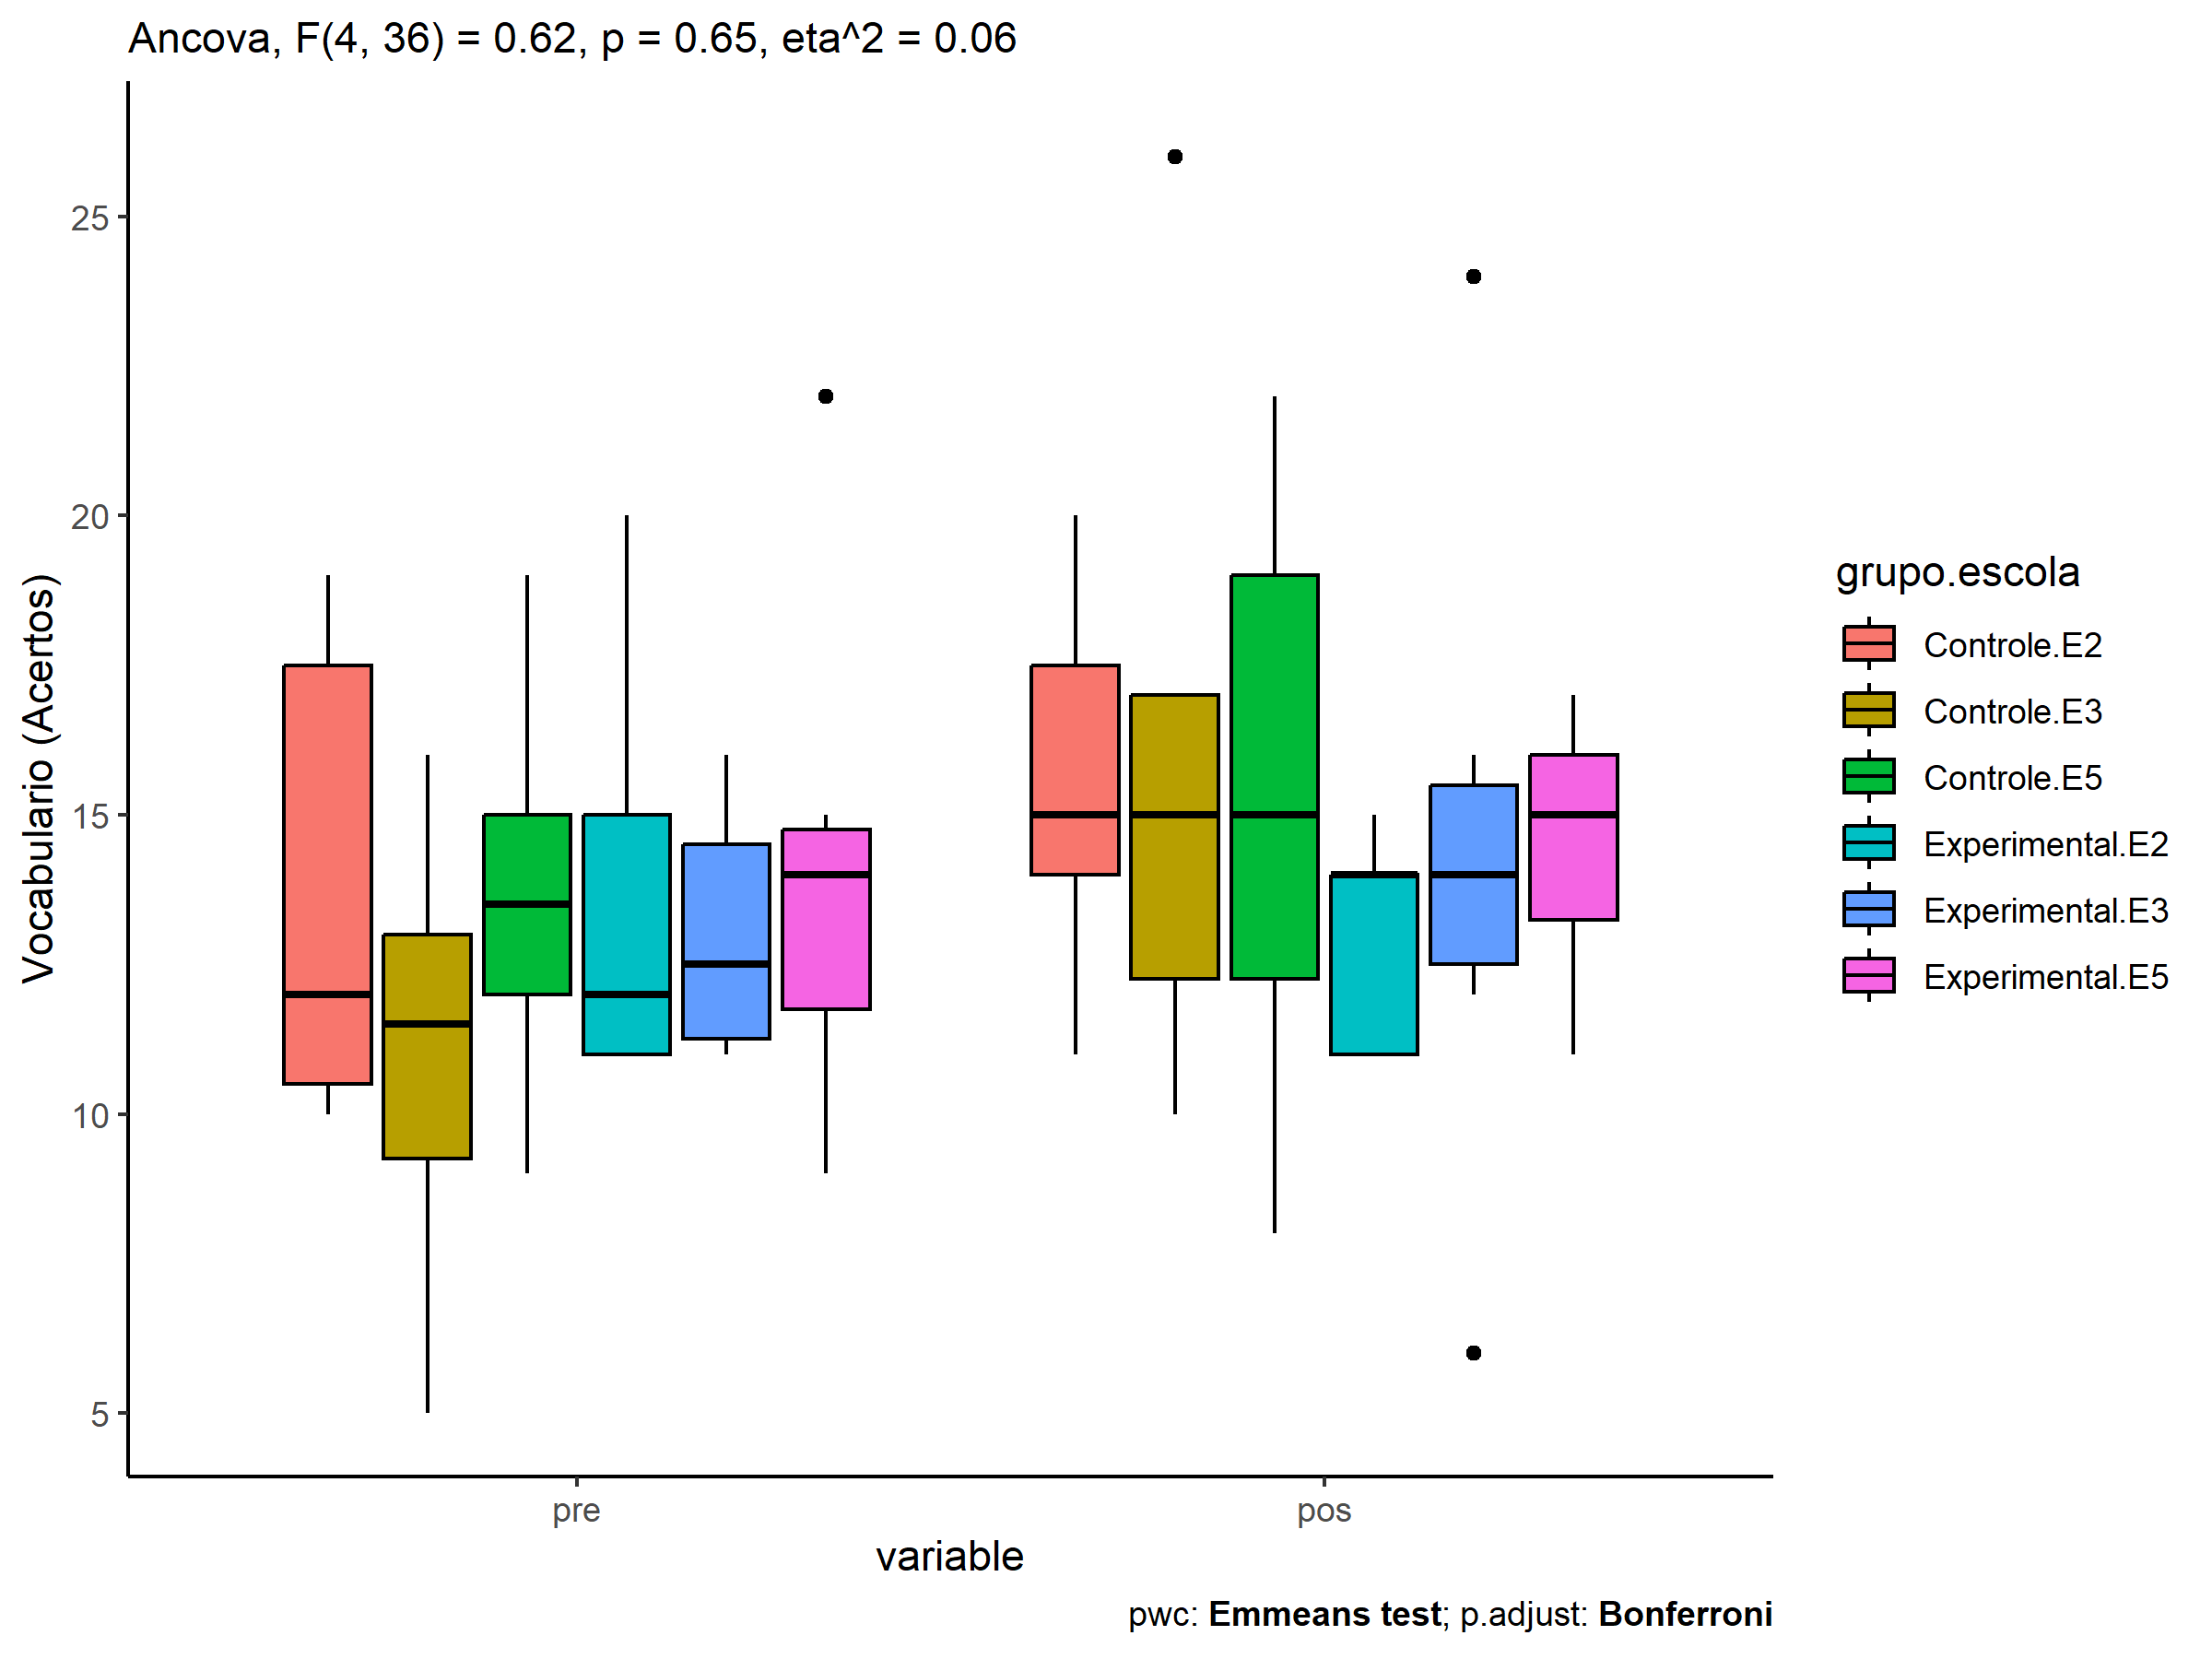 Ancova, F(4, 36) = 0.62, p = 0.65, eta^2 = 0.06
25
20
15
10
5
Vocabulario (Acertos)
pre
pos
variable
grupo.escola
Controle.E2
Controle.E3
Controle.E5
Experimental.E2
Experimental.E3
Experimental.E5
pwc: Emmeans test; p.adjust: Bonferroni